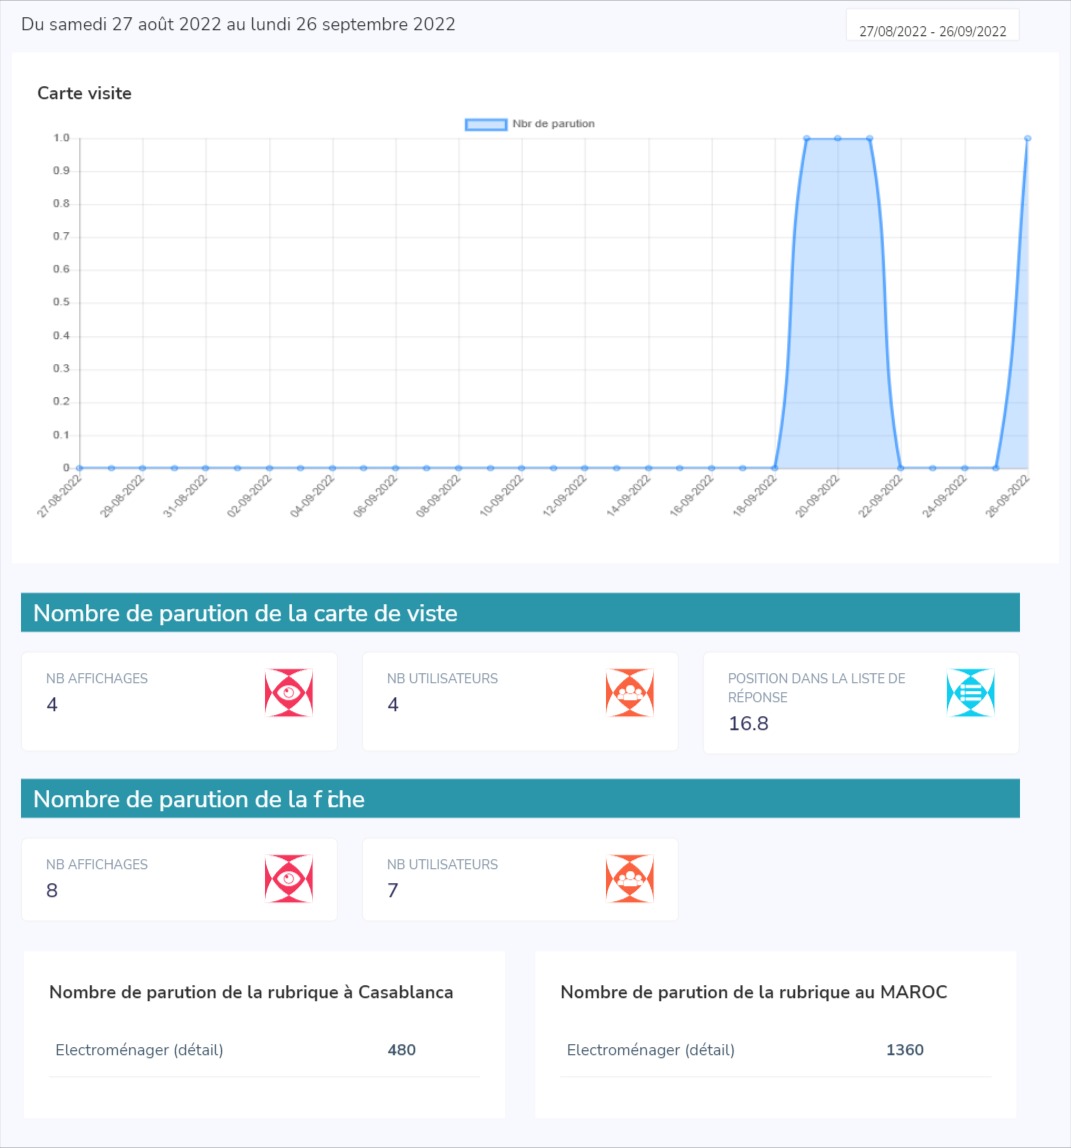 Du samedi 27 août 2022 au lundi 26 septembre 2022
27/08/2022 - 26/09/2022
Carte visite
Nbr de parution
1.0
0.9
0.8
0.7
0.6
0.5
0.4
0.3
0.2
0.1
0
27-08-2022
29-08-2022
31-08-2022
02-09-2022
04-09-2022
06-09-2022
08-09-2022
10-09-2022
12-09-2022
14-09-2022
16-09-2022
18-09-2022
20-09-2022
22-09-2022
24-09-2022
26-09-2022
Nombre de parution de la carte de viste
NB AFFICHAGES
4
NB UTILISATEURS
4
POSITION DANS LA LISTE DE
RÉPONSE
16.8
Nombre de parution de la fiche
NB AFFICHAGES
8
NB UTILISATEURS
7
Nombre de parution de la rubrique à Casablanca
Electroménager (détail) 480
Nombre de parution de la rubrique au MAROC
Electroménager (détail) 1360